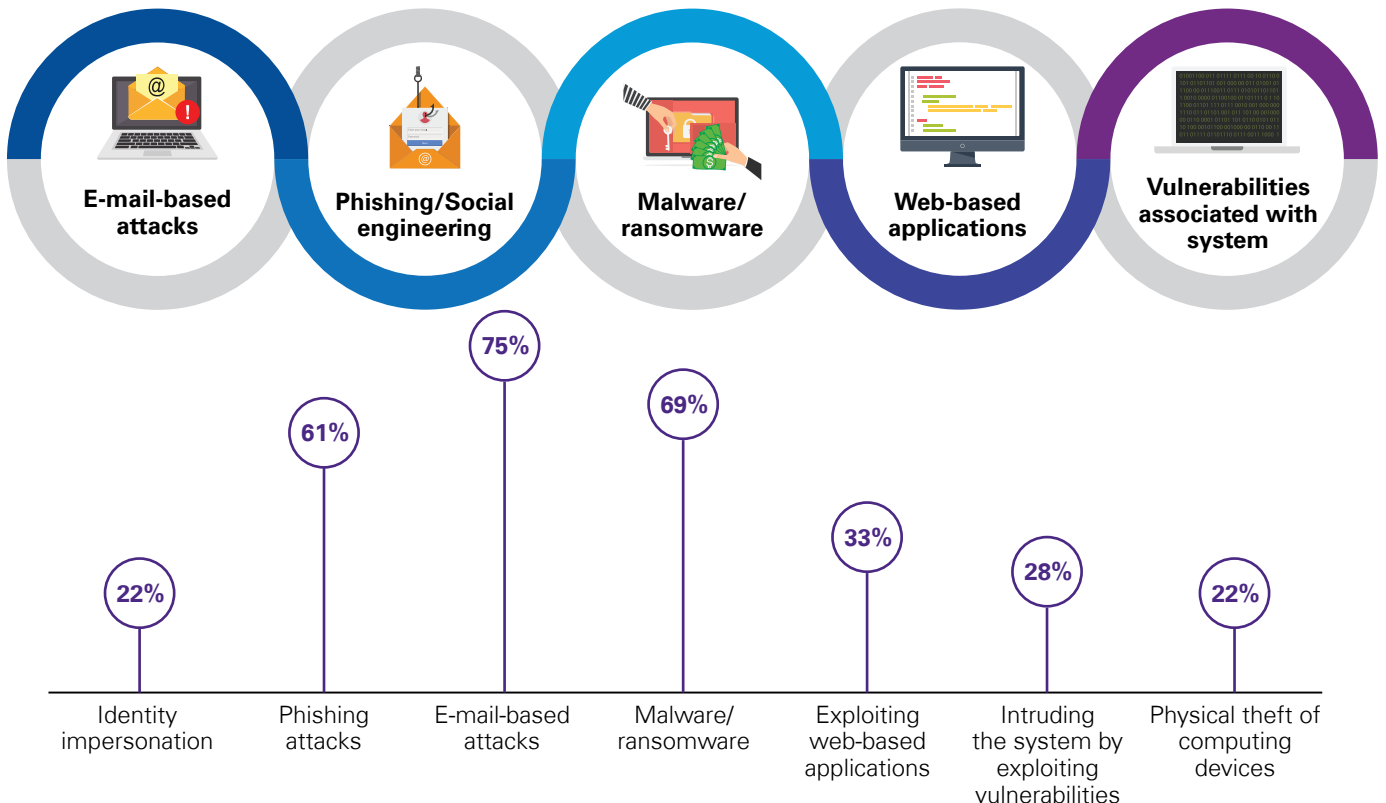 E-mail-based
attacks
Phishing/Social
engineering
Malware/
ransomware
Web-based
applications
Vulnerabilities
associated with
system
75%
69%
61%
33%
28%
22%
22%
Identity
impersonation
Phishing
attacks
E-mail-based
attacks
Malware/
ransomware
Exploiting
web-based
applications
Intruding
the system by
exploiting
vulnerabilities
Physical theft of
computing
devices